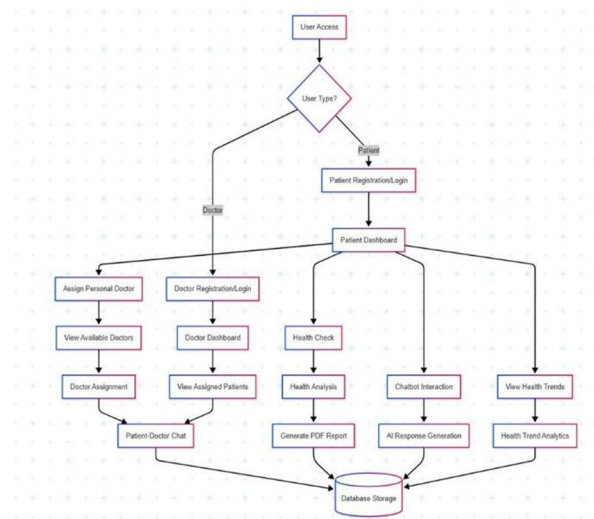 User Access
User Type?
Patient
Patient Registration/Login
Doctor
Patient Dashboard
Assign Personal Doctor
Doctor Registration/Login
View Available Doctors
Doctor Dashboard
Health Check
Doctor Assignment
View Assigned Patients
Health Analysis
Chatbot Interaction
View Health Trends
Patient-Doctor Chat
Generate PDF Report
AI Response Generation
Health Trend Analytics
Database Storage